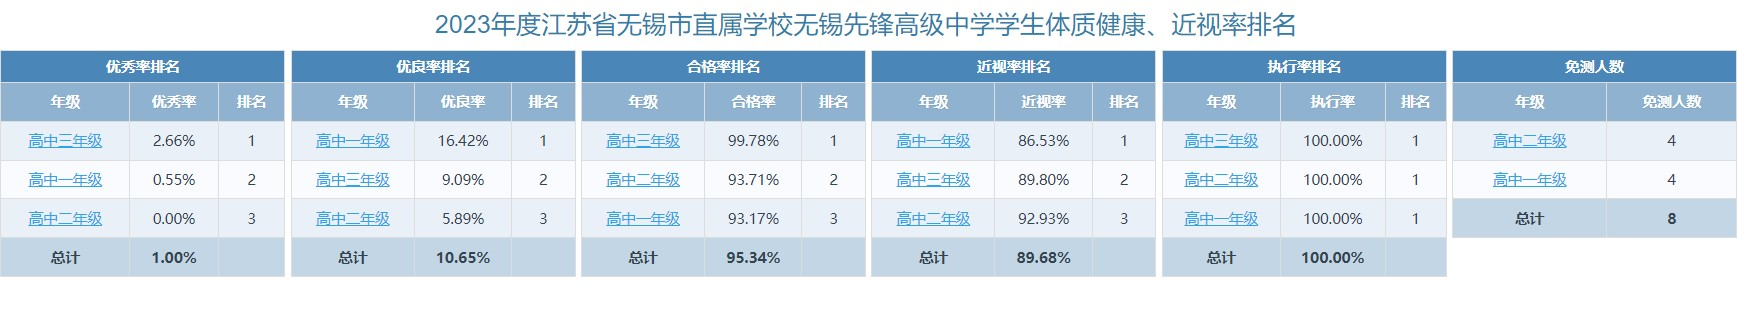 2023年度江苏省无锡市直属学校无锡先锋高级中学学生体质健康、近视率排名
优秀率排名 优良率排名 合格率排名 近视率排名 执行率排名 免测人数
年级 优秀率 排名 年级 优良率 排名 年级 合格率 排名 年级 近视率 排名 年级 执行率 排名 年级 免测人数
高中三年级 2.66% 1 高中一年级 16.42% 1 高中三年级 99.78% 1 高中一年级 86.53% 1 高中三年级 100.00% 1 高中二年级 4
高中一年级 0.55% 2 高中三年级 9.09% 2 高中二年级 93.71% 2 高中三年级 89.80% 2 高中二年级 100.00% 1 高中一年级 4
高中二年级 0.00% 3 高中二年级 5.89% 3 高中一年级 93.17% 3 高中二年级 92.93% 3 高中一年级 100.00% 1 总计 8
总计 1.00% 总计 10.65% 总计 95.34% 总计 89.68% 总计 100.00%